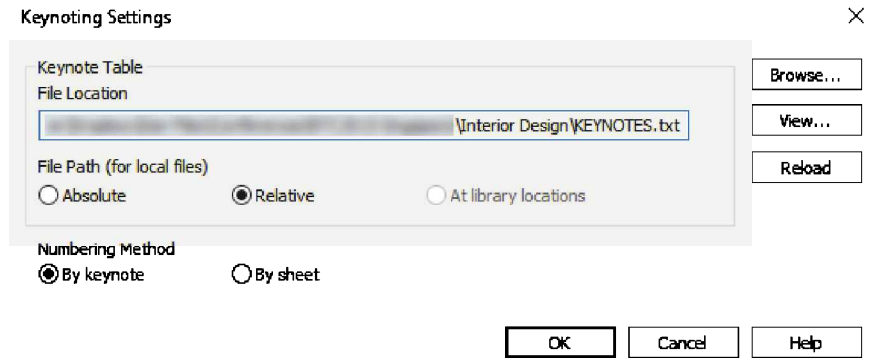 Keynoting Settings
Keynote Table
Browse...
File Location
\Interior Design\KEYNOTES.txt
View...
File Path (for local files)
Reload
Absolute Relative At library locations
Numbering Method
By keynote By sheet
OK Cancel Help